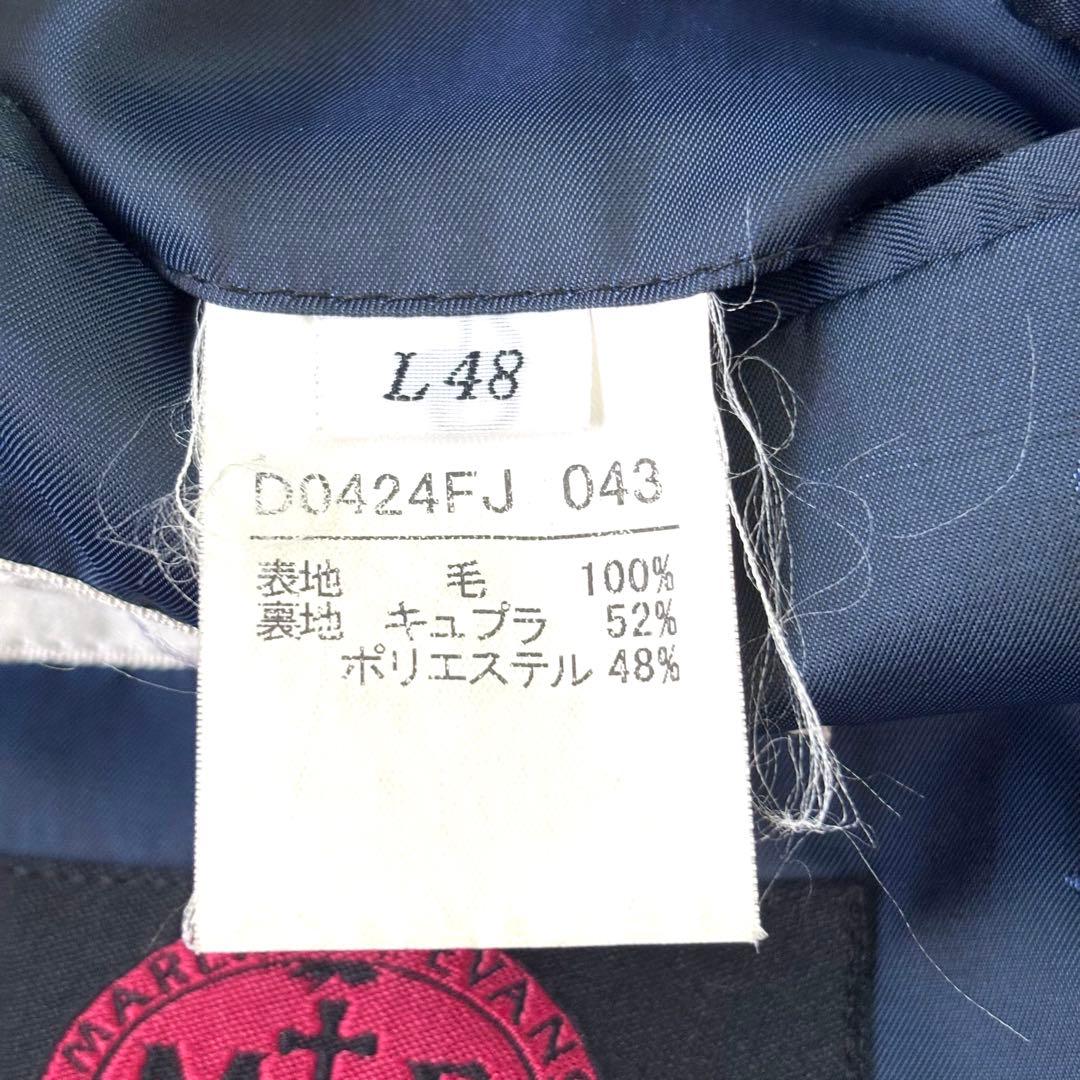 L48
D0424FJ 043
表地 毛 100%
裏地 キュプラ 52%
ポリエステル 48%